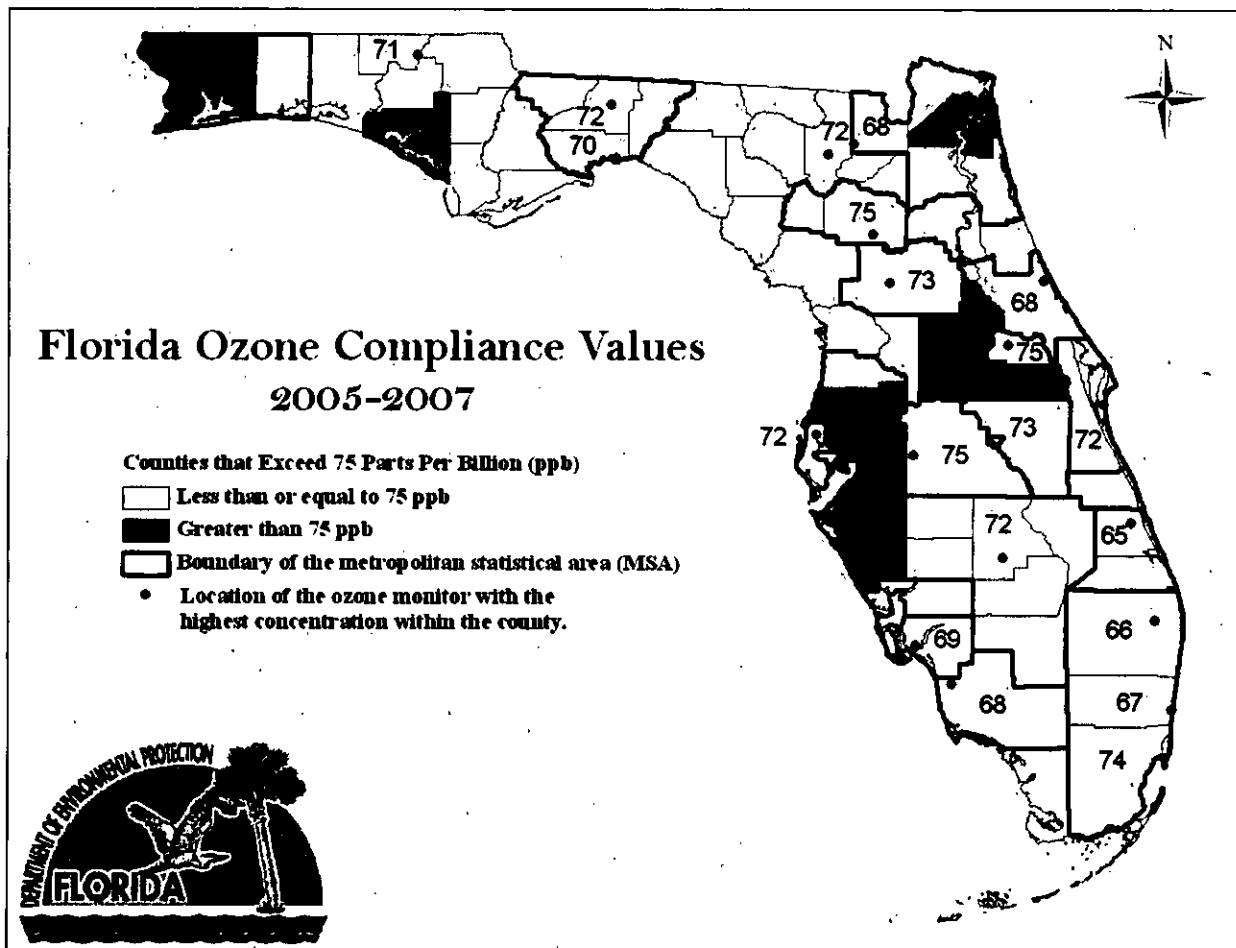 N
Florida Ozone Compliance Values
2005-2007
Counties that Exceed 75 Parts Per Billion (ppb)
Less than or equal to 75 ppb
Greater than 75 ppb
Boundary of the metropolitan statistical area (MSA)
Location of the ozone monitor with the
highest concentration within the county.
71
72
70
72
68
75
73
68
75
72
75
73
72
72
65
69
66
68
67
74
DEPARTMENT OF ENVIRONMENTAL PROTECTION
FLORIDA